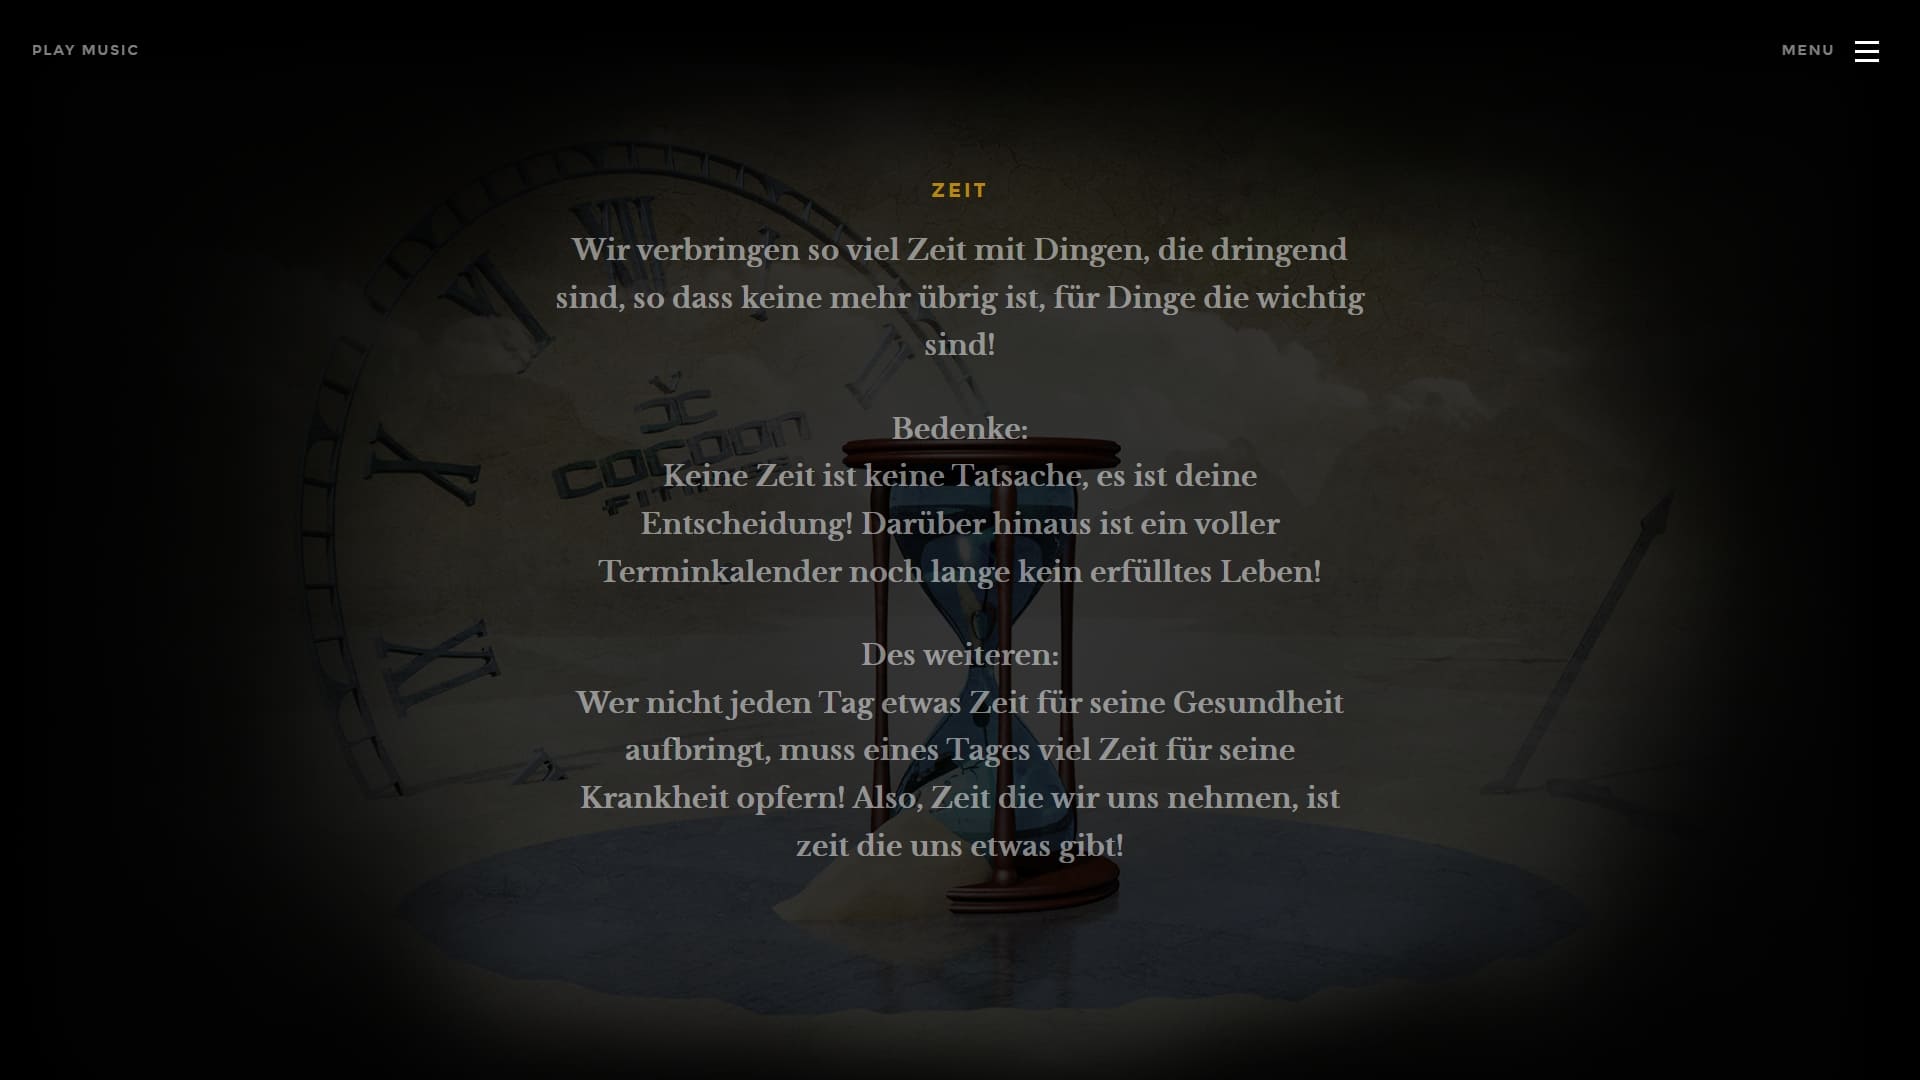 PLAY MUSIC
MENU
ZEIT
Wir verbringen so viel Zeit mit Dingen, die dringend
sind, so dass keine mehr übrig ist, für Dinge die wichtig
sind!
Bedenke:
Keine Zeit ist keine Tatsache, es ist deine
Entscheidung! Darüber hinaus ist ein voller
Terminkalender noch lange kein erfülltes Leben!
Des weiteren:
Wer nicht jeden Tag etwas Zeit für seine Gesundheit
aufbringt, muss eines Tages viel Zeit für seine
Krankheit opfern! Also, Zeit die wir uns nehmen, ist
zeit die uns etwas gibt!
cocoon